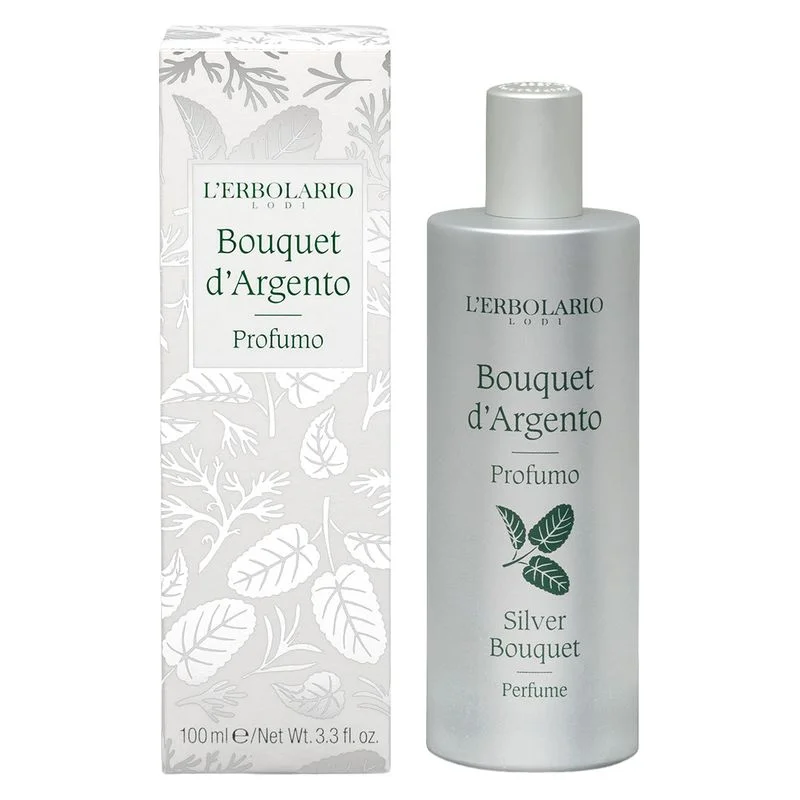 L'ERBOLARIO
LODI
Bouquet
d'Argento
Profumo
100 ml e/Net Wt. 3.3 fl. oz.
L'ERBOLARIO
LODI
Bouquet
d'Argento
Profumo
Silver
Bouquet
Perfume